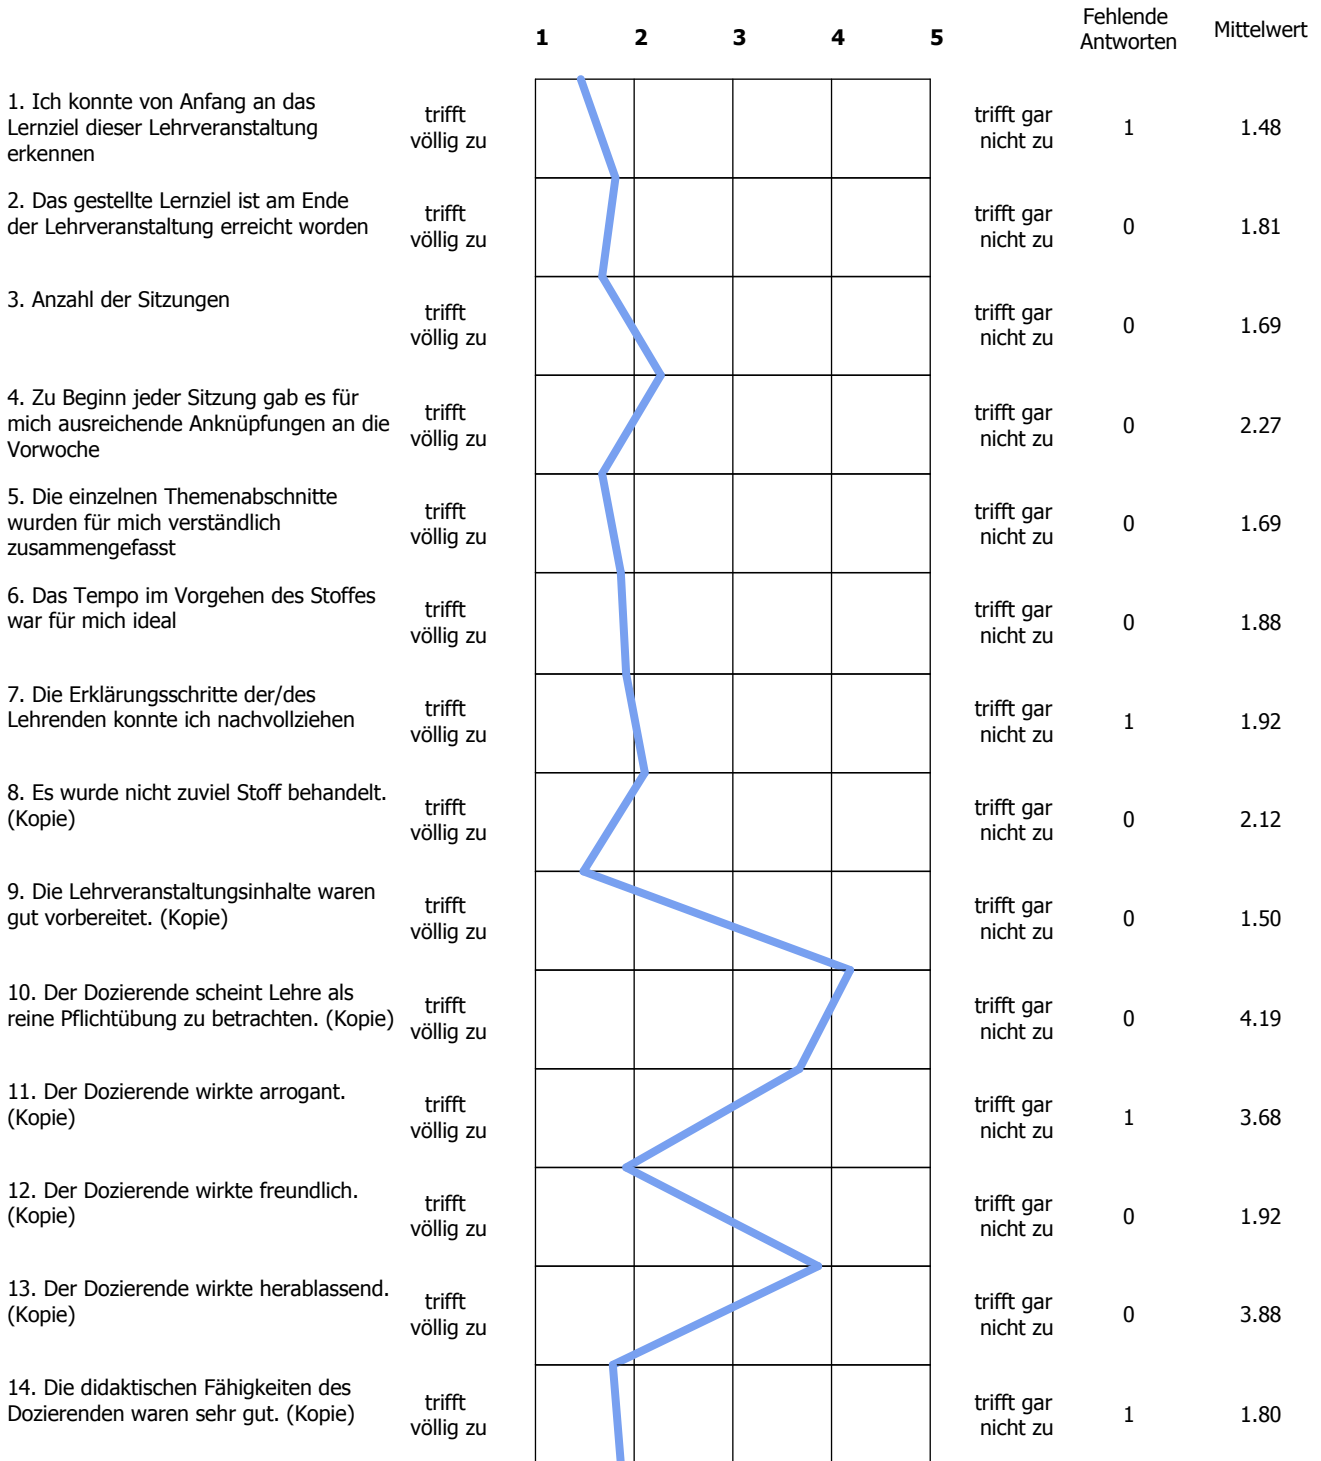 1 2 3 4 5 Fehlende Antworten Mittelwert
1. Ich konnte von Anfang an das
Lernziel dieser Lehrveranstaltung
erkennen
trifft
völlig zu
trifft gar
nicht zu
1
1.48
2. Das gestellte Lernziel ist am Ende
der Lehrveranstaltung erreicht worden
trifft
völlig zu
trifft gar
nicht zu
0
1.81
3. Anzahl der Sitzungen
trifft
völlig zu
trifft gar
nicht zu
0
1.69
4. Zu Beginn jeder Sitzung gab es für
mich ausreichende Anknüpfungen an die
Vorwoche
trifft
völlig zu
trifft gar
nicht zu
0
2.27
5. Die einzelnen Themenabschnitte
wurden für mich verständlich
zusammengefasst
trifft
völlig zu
trifft gar
nicht zu
0
1.69
6. Das Tempo im Vorgehen des Stoffes
war für mich ideal
trifft
völlig zu
trifft gar
nicht zu
0
1.88
7. Die Erklärungsschritte der/des
Lehrenden konnte ich nachvollziehen
trifft
völlig zu
trifft gar
nicht zu
1
1.92
8. Es wurde nicht zuviel Stoff behandelt.
(Kopie)
trifft
völlig zu
trifft gar
nicht zu
0
2.12
9. Die Lehrveranstaltungsinhalte waren
gut vorbereitet. (Kopie)
trifft
völlig zu
trifft gar
nicht zu
0
1.50
10. Der Dozierende scheint Lehre als
reine Pflichtübung zu betrachten. (Kopie)
trifft
völlig zu
trifft gar
nicht zu
0
4.19
11. Der Dozierende wirkte arrogant.
(Kopie)
trifft
völlig zu
trifft gar
nicht zu
1
3.68
12. Der Dozierende wirkte freundlich.
(Kopie)
trifft
völlig zu
trifft gar
nicht zu
0
1.92
13. Der Dozierende wirkte herablassend.
(Kopie)
trifft
völlig zu
trifft gar
nicht zu
0
3.88
14. Die didaktischen Fähigkeiten des
Dozierenden waren sehr gut. (Kopie)
trifft
völlig zu
trifft gar
nicht zu
1
1.80